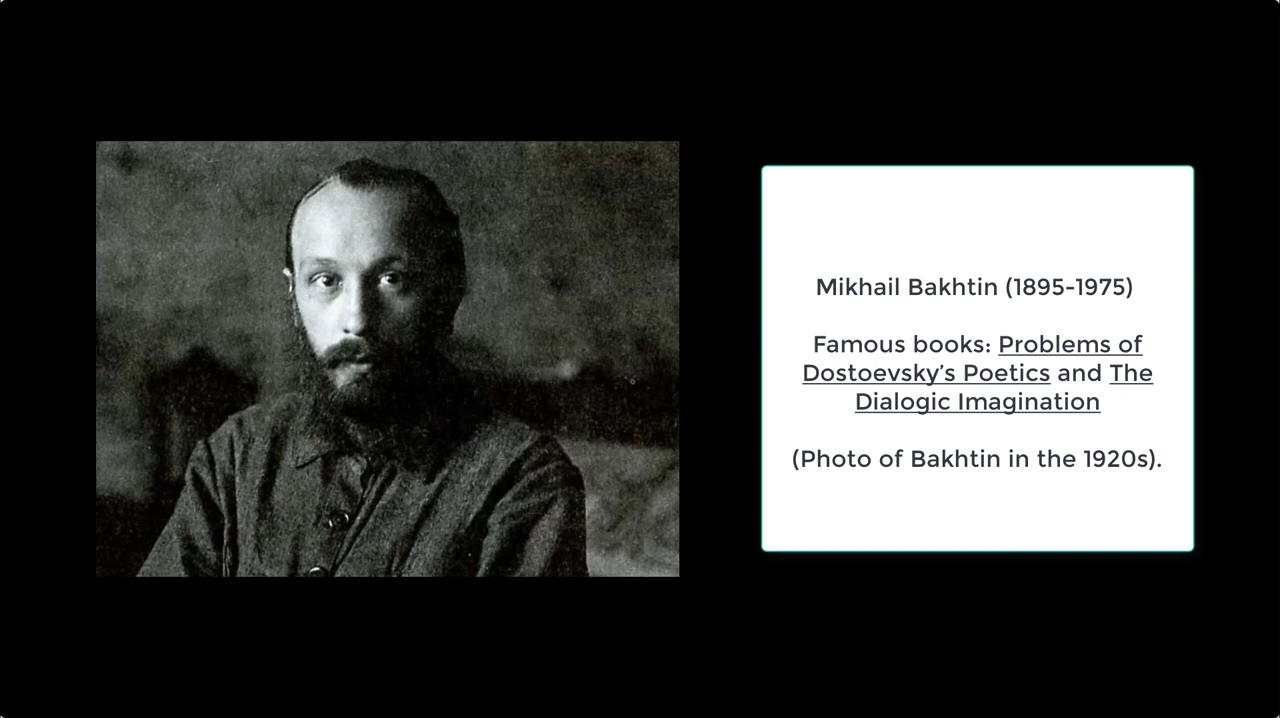 Mikhail Bakhtin (1895-1975)
Famous books: Problems of
Dostoevsky’s Poetics and The
Dialogic Imagination
(Photo of Bakhtin in the 1920s).